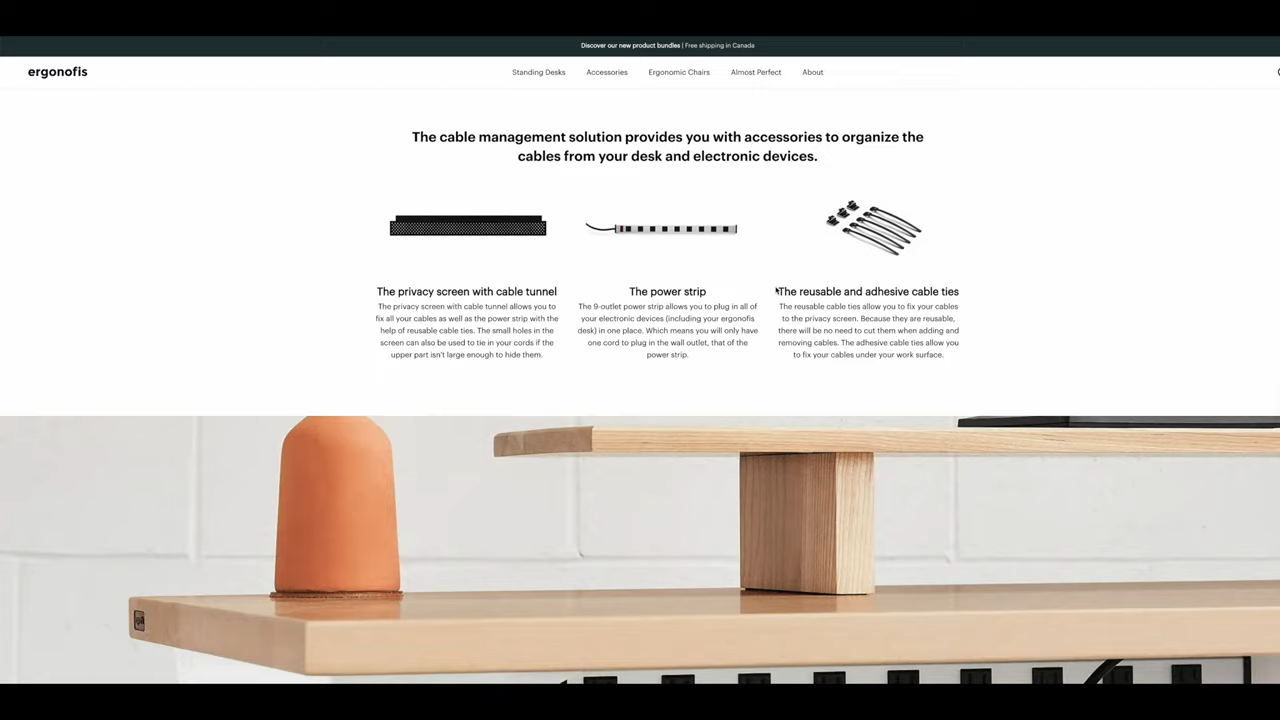 Discover our new product bundles | Free shipping in Canada
ergonofis
Standing Desks Accessories Ergonomic Chairs Almost Perfect About
The cable management solution provides you with accessories to organize the
cables from your desk and electronic devices.
The privacy screen with cable tunnel
The privacy screen with cable tunnel allows you to
fix all your cables as well as the power strip with the
help of reusable cable ties. The small holes in the
screen can also be used to tie in your cords if the
upper part isn't large enough to hide them.
The power strip
The 9-outlet power strip allows you to plug in all of
your electronic devices (including your ergonofis
desk) in one place. Which means you will only have
one cord to plug in the wall outlet, that of the
power strip.
The reusable and adhesive cable ties
The reusable cable ties allow you to fix your cables
to the privacy screen. Because they are reusable,
there will be no need to cut them when adding and
removing cables. The adhesive cable ties allow you
to fix your cables under your work surface.